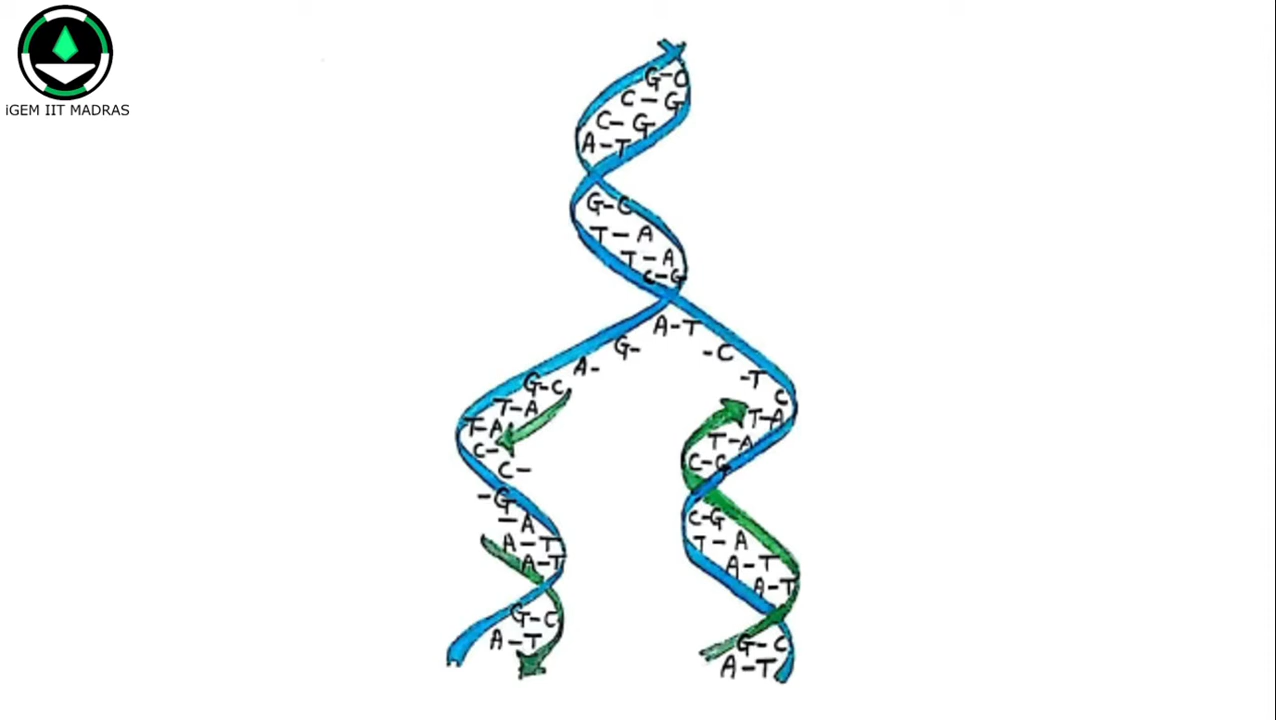 iGEM IIT MADRAS
G-C
C-G
C-G
A-T
G-C
T-A
T-A
C-G
A-T
G-
-C
A-
-T
G-C
C
T-A
T-A
T-A
T-A
C-
C-G
C-
-G
C-G
-A
T-A
A-T
A-T
A-T
A-T
G-C
A-T
G-C
A-T